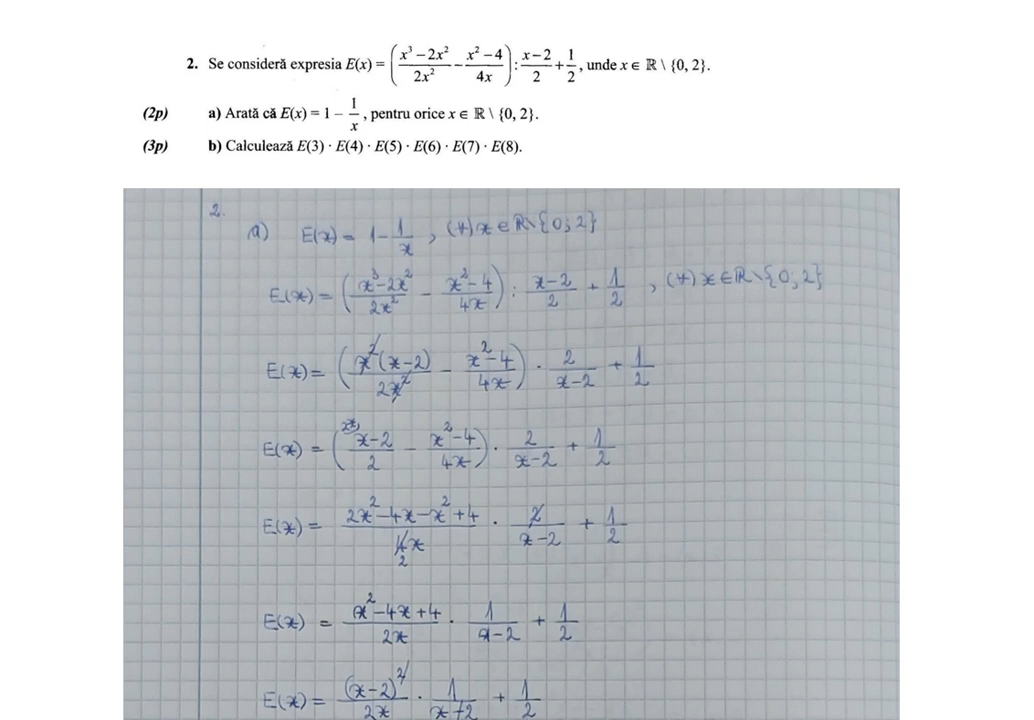 2. Se consideră expresia E(x) = (x³ − 2x² / 2x² − x² − 4 / 4x) : x − 2 / 2 + 1 / 2, unde x ∈ ℝ \ {0, 2}.
(2p) a) Arată că E(x) = 1 − 1 / x, pentru orice x ∈ ℝ \ {0, 2}.
(3p) b) Calculează E(3) · E(4) · E(5) · E(6) · E(7) · E(8).
2.
a) E(x) = 1 − 1 / x, (∀) x ∈ ℝ \ {0; 2}
E(x) = (x³ − 2x² / 2x² − x² − 4 / 4x) : x − 2 / 2 + 1 / 2, (∀) x ∈ ℝ \ {0, 2}
E(x) = (x²(x − 2) / 2x² − x² − 4 / 4x) · 2 / x − 2 + 1 / 2
E(x) = (2x) x − 2 / 2 − x² − 4 / 4x) · 2 / x − 2 + 1 / 2
E(x) = 2x² − 4x − x² + 4 / 4x 2 · 2 / x − 2 + 1 / 2
E(x) = x² − 4x + 4 / 2x · 1 / x − 2 + 1 / 2
E(x) = (x − 2)² / 2x · 1 / x − 2 + 1 / 2